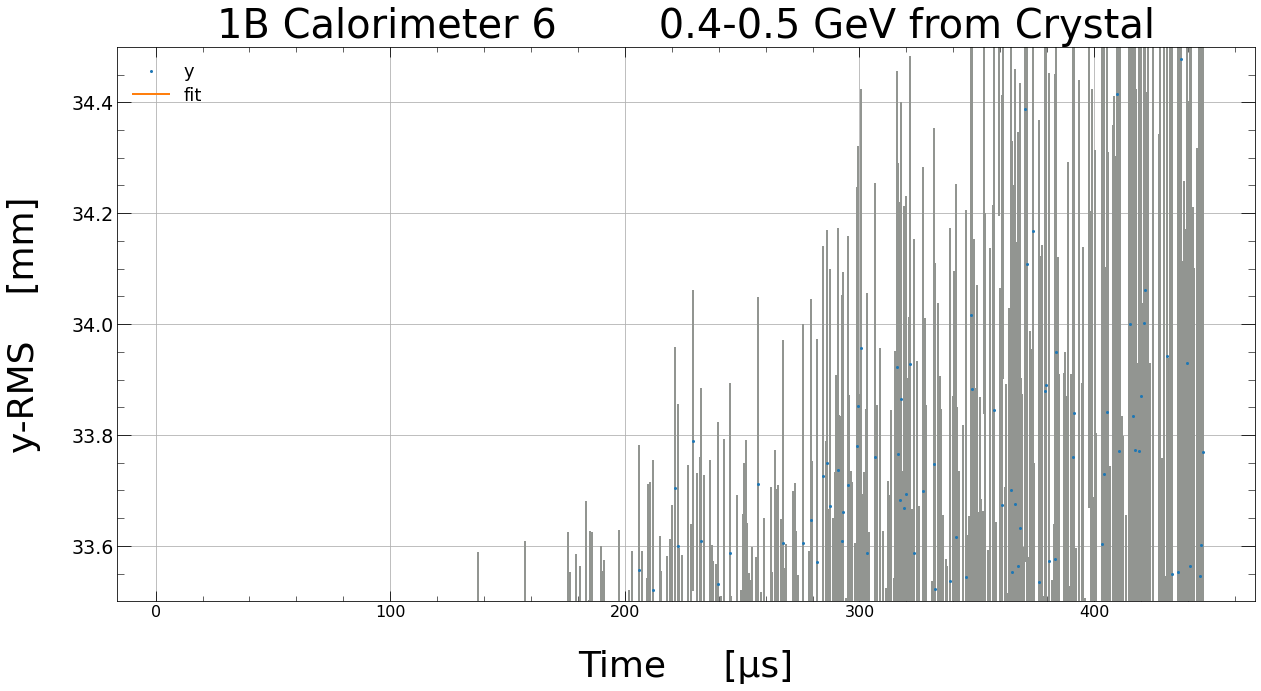 1B Calorimeter 6 0.4-0.5 GeV from Crystal
y
fit
34.4
34.2
34.0
33.8
33.6
y-RMS [mm]
0 100 200 300 400
Time [µs]